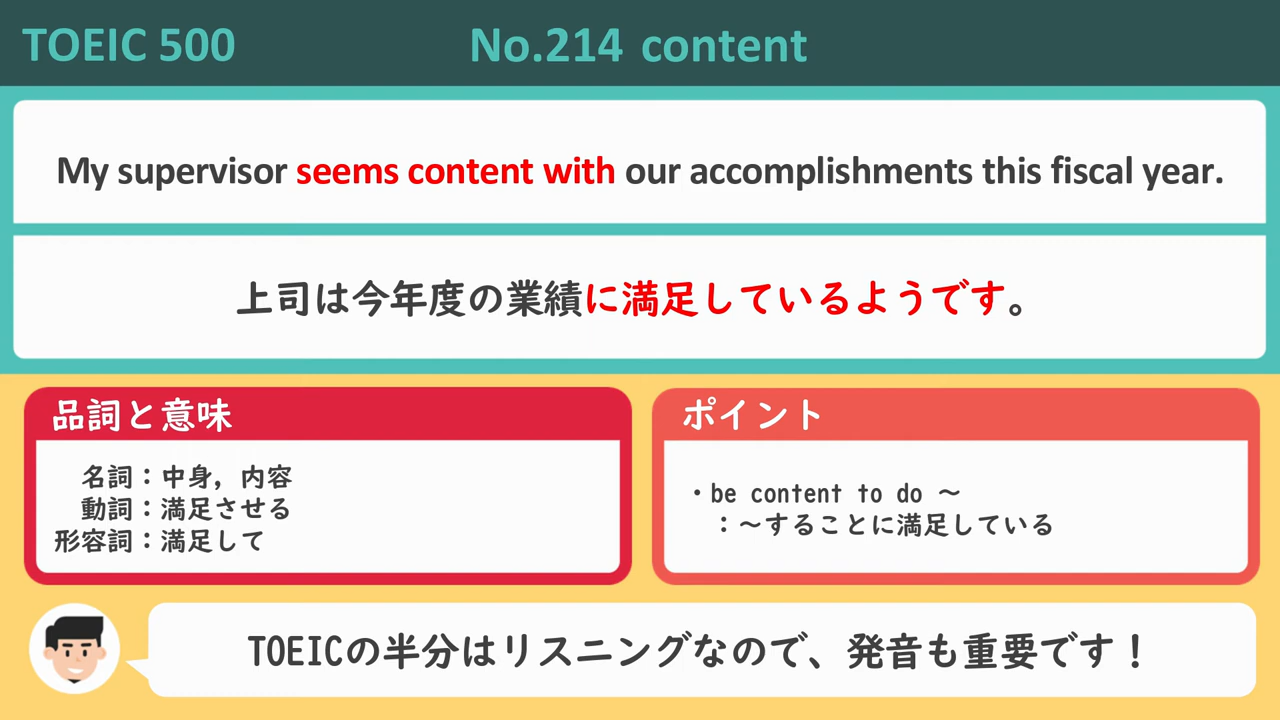 TOEIC 500
No.214 content
My supervisor seems content with our accomplishments this fiscal year.
上司は今年度の業績に満足しているようです。
品詞と意味
名詞：中身，内容
動詞：満足させる
形容詞：満足して
ポイント
・be content to do ～
：～することに満足している
TOEICの半分はリスニングなので、発音も重要です！